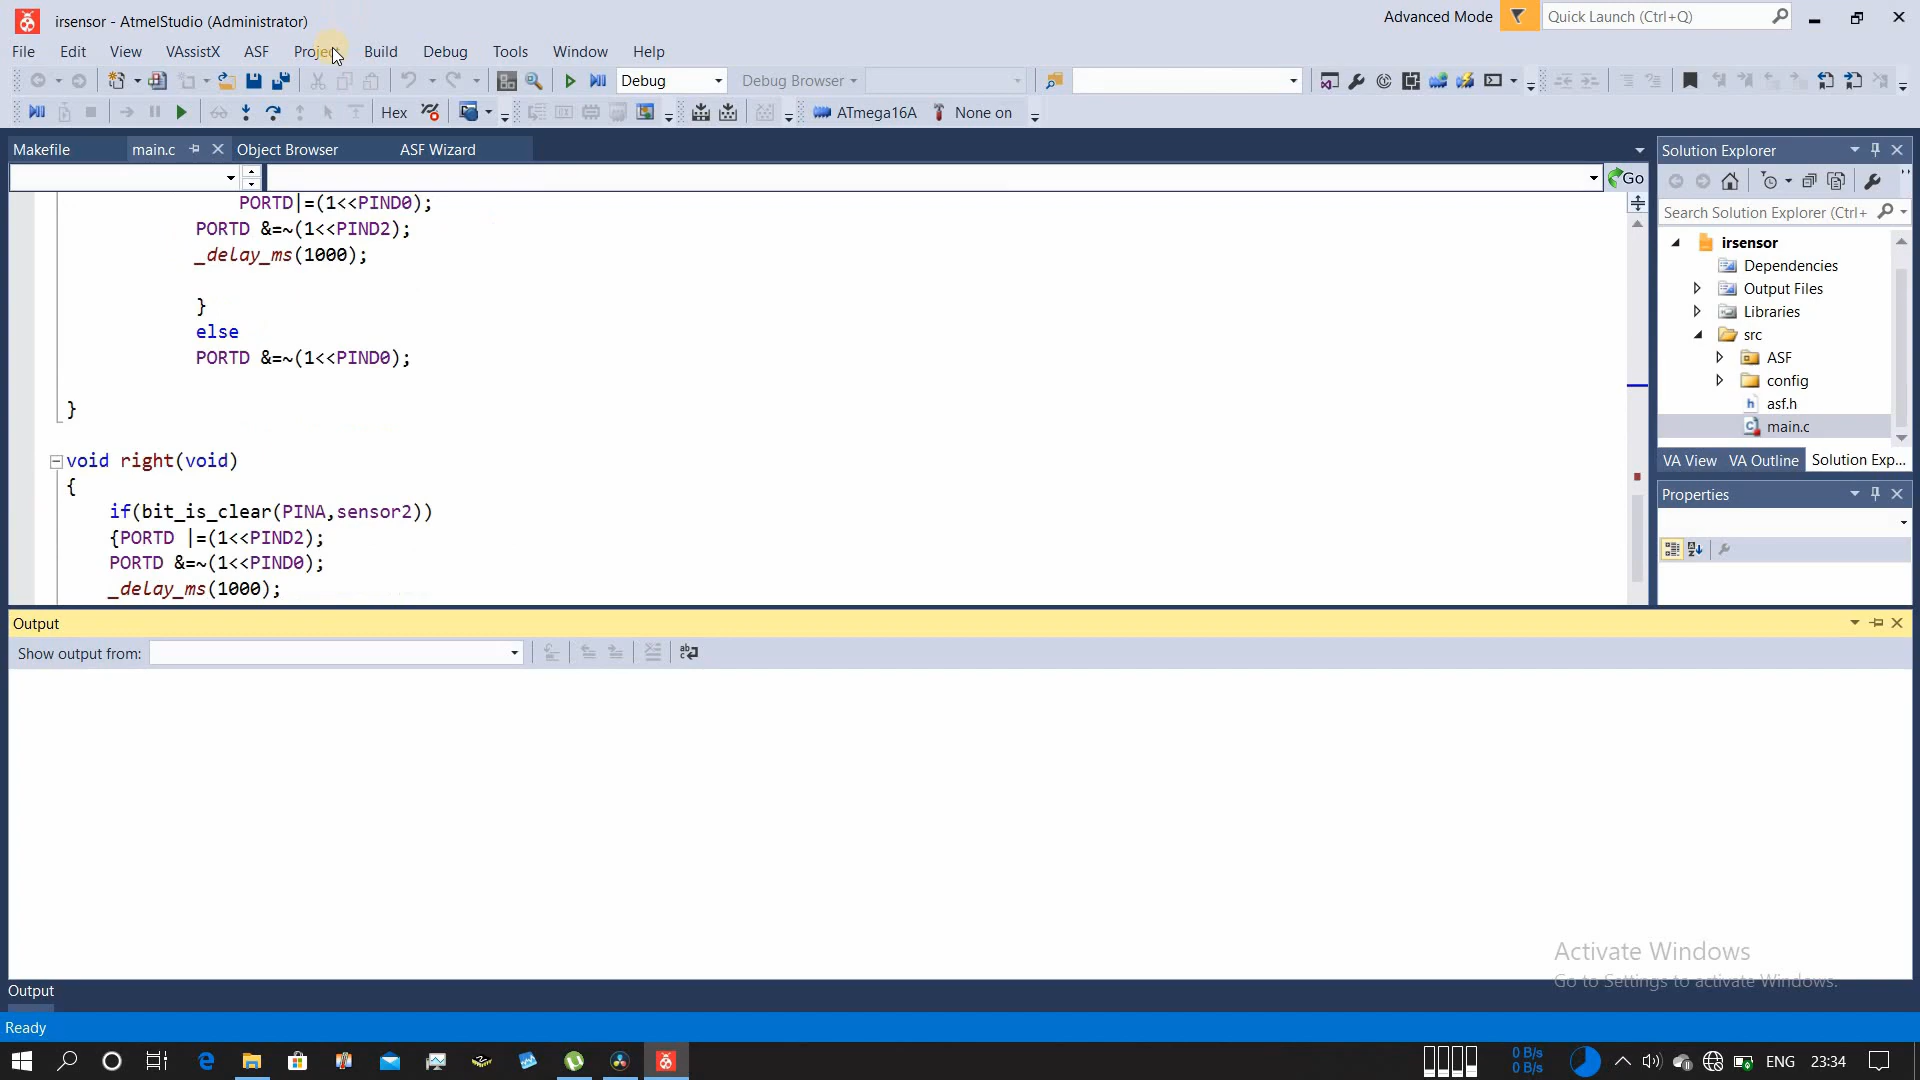 irsensor - AtmelStudio (Administrator)
Advanced Mode
Quick Launch (Ctrl+Q)
File Edit View VAssistX ASF Project Build Debug Tools Window Help
Debug
Debug Browser
Hex
ATmega16A
None on
Makefile
main.c
Object Browser
ASF Wizard
Go
PORTD|=(1<<PIND0);
PORTD &=~(1<<PIND2);
_delay_ms(1000);
}
else
PORTD &=~(1<<PIND0);
}
void right(void)
{
if(bit_is_clear(PINA,sensor2))
{PORTD |=(1<<PIND2);
PORTD &=~(1<<PIND0);
_delay_ms(1000);
Solution Explorer
Search Solution Explorer (Ctrl+
irsensor
Dependencies
Output Files
Libraries
src
ASF
config
asf.h
main.c
VA View VA Outline Solution Exp...
Properties
Output
Show output from:
Activate Windows
Go to Settings to activate Windows.
Output
Ready
0 B/s
0 B/s
ENG
23:34